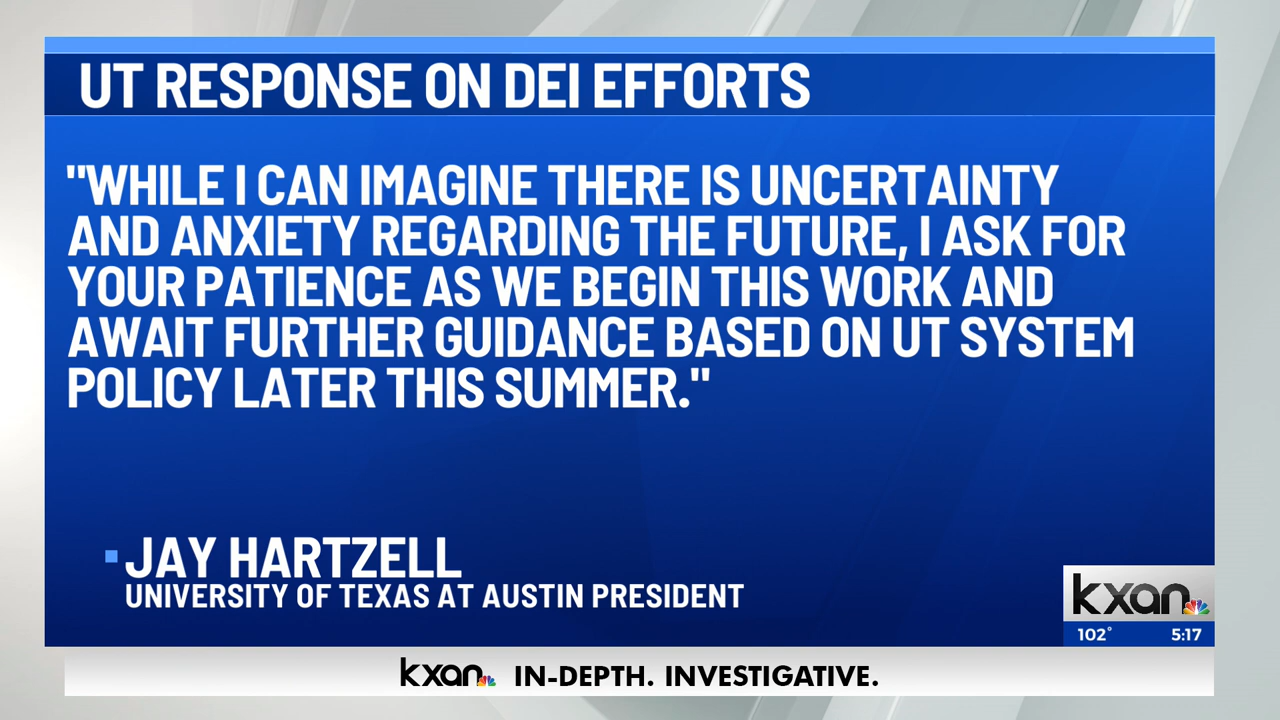 UT RESPONSE ON DEI EFFORTS
"WHILE I CAN IMAGINE THERE IS UNCERTAINTY
AND ANXIETY REGARDING THE FUTURE, I ASK FOR
YOUR PATIENCE AS WE BEGIN THIS WORK AND
AWAIT FURTHER GUIDANCE BASED ON UT SYSTEM
POLICY LATER THIS SUMMER."
JAY HARTZELL
UNIVERSITY OF TEXAS AT AUSTIN PRESIDENT
kxan
102° 5:17
kxan IN-DEPTH. INVESTIGATIVE.